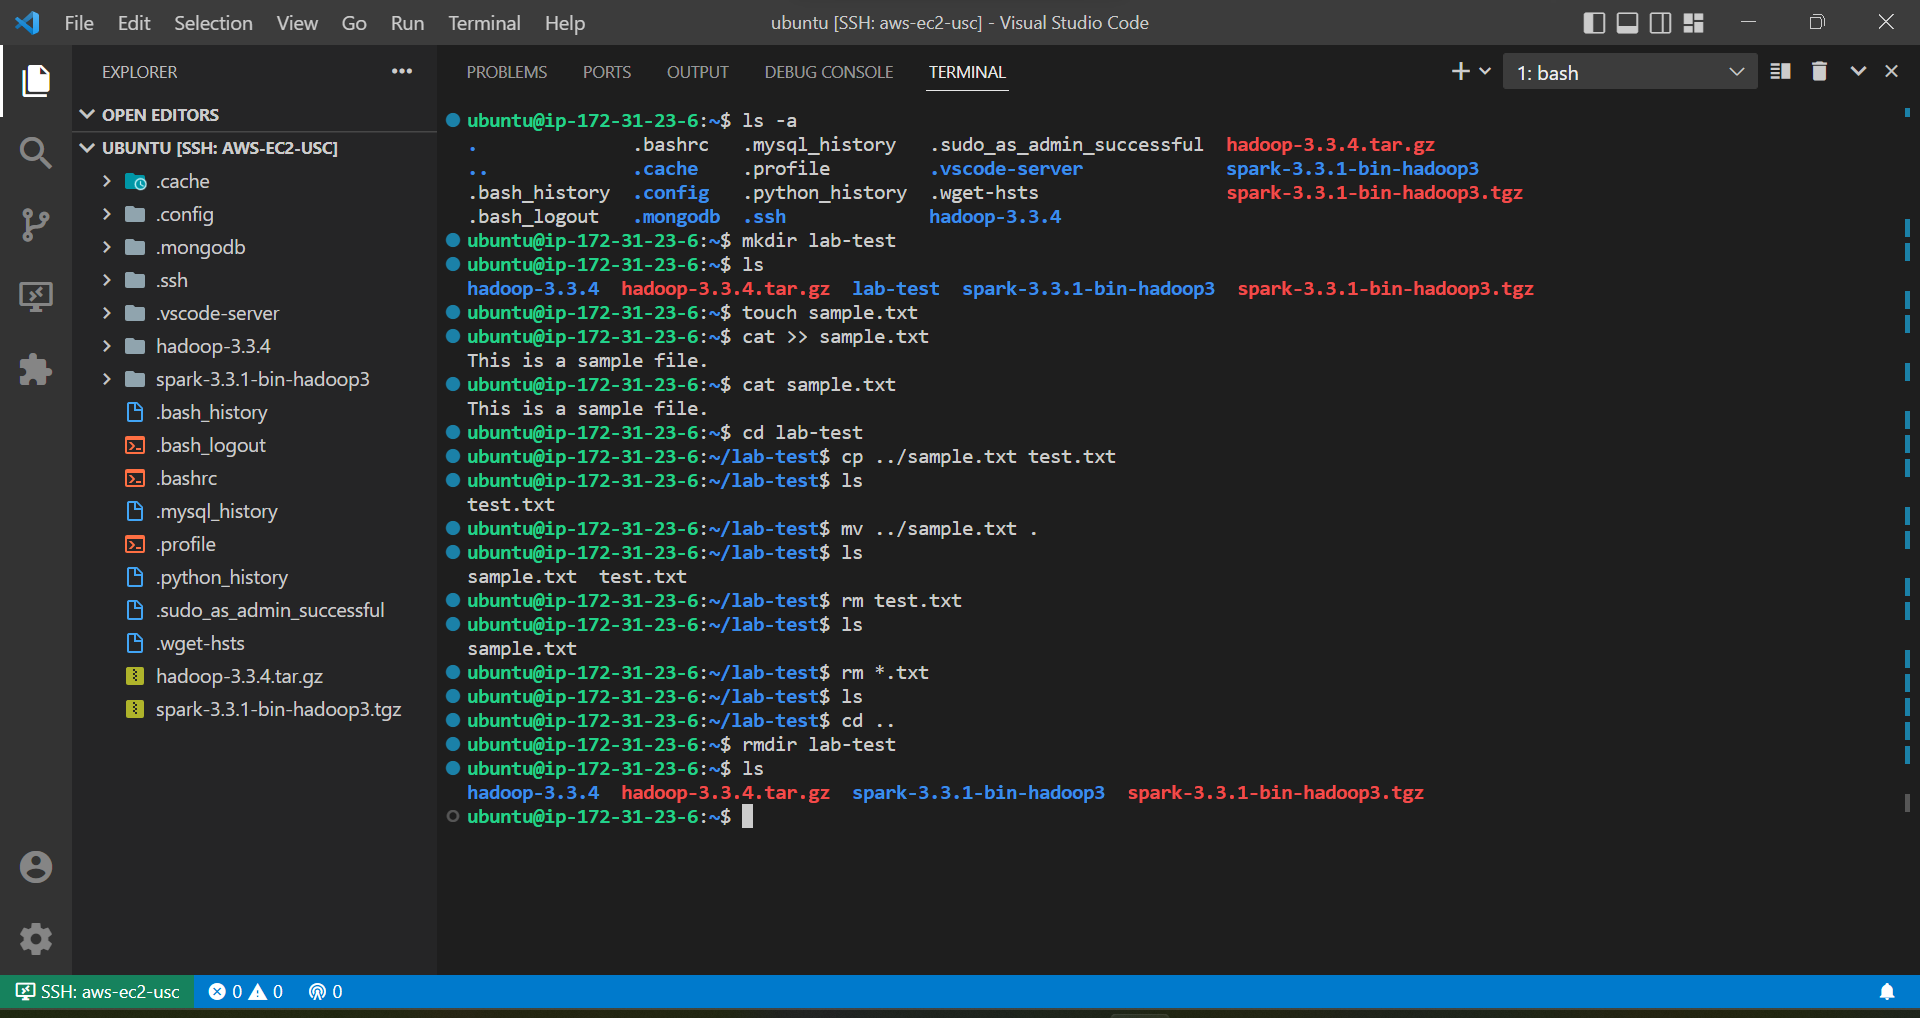 File Edit Selection View Go Run Terminal Help ubuntu [SSH: aws-ec2-usc] - Visual Studio Code
EXPLORER
OPEN EDITORS
UBUNTU [SSH: AWS-EC2-USC]
.cache
.config
.mongodb
.ssh
.vscode-server
hadoop-3.3.4
spark-3.3.1-bin-hadoop3
.bash_history
.bash_logout
.bashrc
.mysql_history
.profile
.python_history
.sudo_as_admin_successful
.wget-hsts
hadoop-3.3.4.tar.gz
spark-3.3.1-bin-hadoop3.tgz
PROBLEMS PORTS OUTPUT DEBUG CONSOLE TERMINAL 1: bash
ubuntu@ip-172-31-23-6:~$ ls -a
. .bashrc .mysql_history .sudo_as_admin_successful hadoop-3.3.4.tar.gz
.. .cache .profile .vscode-server spark-3.3.1-bin-hadoop3
.bash_history .config .python_history .wget-hsts spark-3.3.1-bin-hadoop3.tgz
.bash_logout .mongodb .ssh hadoop-3.3.4
ubuntu@ip-172-31-23-6:~$ mkdir lab-test
ubuntu@ip-172-31-23-6:~$ ls
hadoop-3.3.4 hadoop-3.3.4.tar.gz lab-test spark-3.3.1-bin-hadoop3 spark-3.3.1-bin-hadoop3.tgz
ubuntu@ip-172-31-23-6:~$ touch sample.txt
ubuntu@ip-172-31-23-6:~$ cat >> sample.txt
This is a sample file.
ubuntu@ip-172-31-23-6:~$ cat sample.txt
This is a sample file.
ubuntu@ip-172-31-23-6:~$ cd lab-test
ubuntu@ip-172-31-23-6:~/lab-test$ cp ../sample.txt test.txt
ubuntu@ip-172-31-23-6:~/lab-test$ ls
test.txt
ubuntu@ip-172-31-23-6:~/lab-test$ mv ../sample.txt .
ubuntu@ip-172-31-23-6:~/lab-test$ ls
sample.txt test.txt
ubuntu@ip-172-31-23-6:~/lab-test$ rm test.txt
ubuntu@ip-172-31-23-6:~/lab-test$ ls
sample.txt
ubuntu@ip-172-31-23-6:~/lab-test$ rm *.txt
ubuntu@ip-172-31-23-6:~/lab-test$ ls
ubuntu@ip-172-31-23-6:~/lab-test$ cd ..
ubuntu@ip-172-31-23-6:~$ rmdir lab-test
ubuntu@ip-172-31-23-6:~$ ls
hadoop-3.3.4 hadoop-3.3.4.tar.gz spark-3.3.1-bin-hadoop3 spark-3.3.1-bin-hadoop3.tgz
ubuntu@ip-172-31-23-6:~$
SSH: aws-ec2-usc 0 0 0